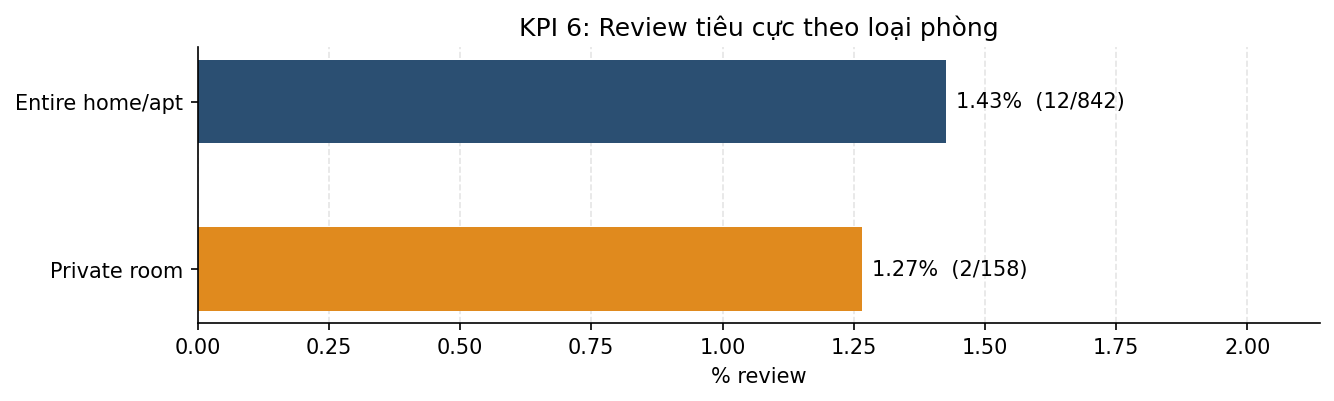 KPI 6: Review tiêu cực theo loại phòng
Entire home/apt
1.43% (12/842)
Private room
1.27% (2/158)
0.00 0.25 0.50 0.75 1.00 1.25 1.50 1.75 2.00
% review